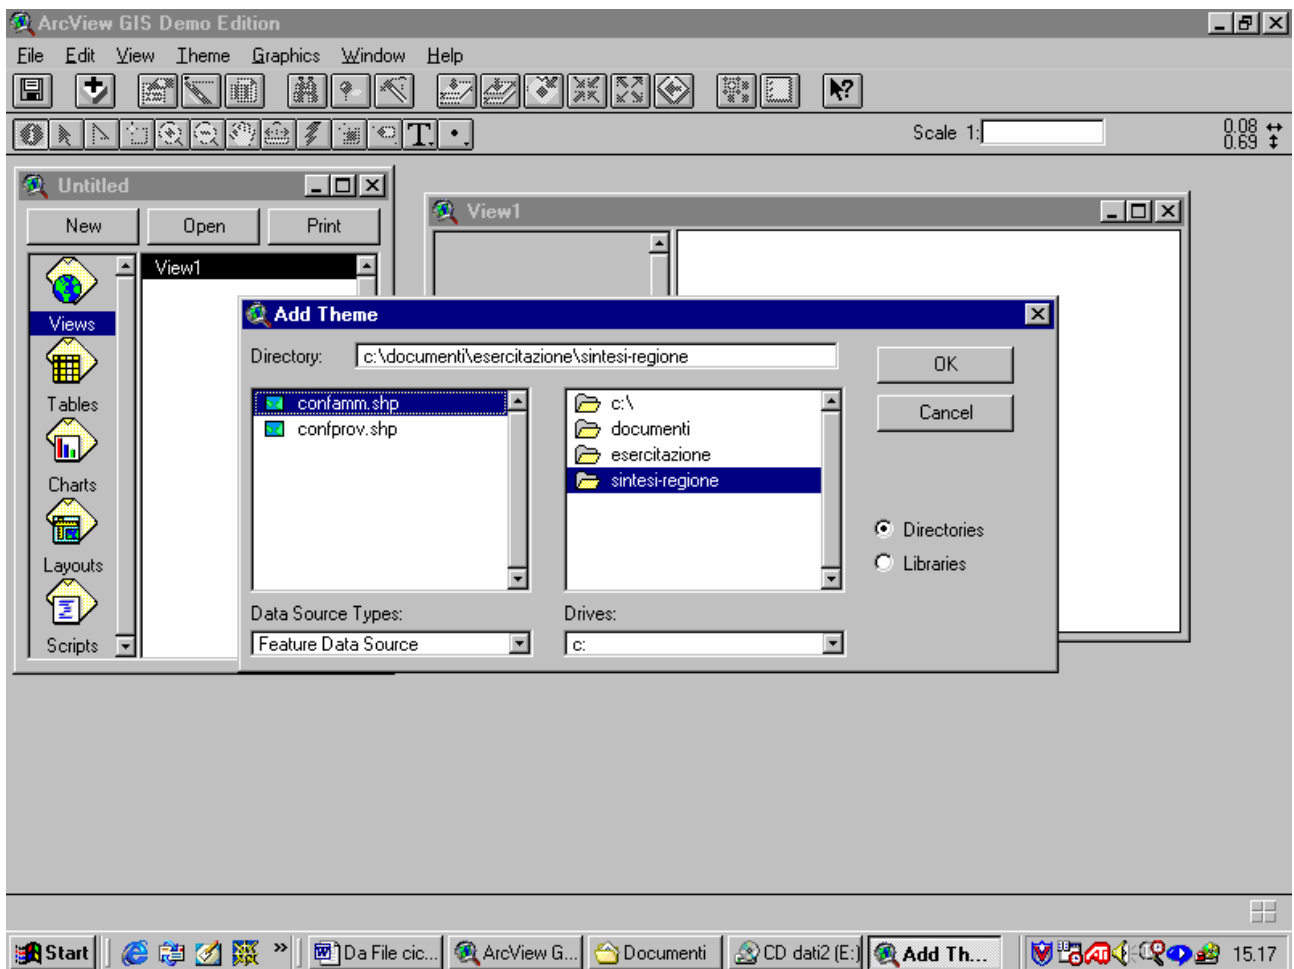 ArcView GIS Demo Edition
File Edit View Theme Graphics Window Help
Scale 1:
0.08
0.69
Untitled
New Open Print
Views
Tables
Charts
Layouts
Scripts
View1
View1
Add Theme
Directory: c:\documenti\esercitazione\sintesi-regione
confamm.shp
confprov.shp
c:\
documenti
esercitazione
sintesi-regione
OK
Cancel
Directories
Libraries
Data Source Types:
Feature Data Source
Drives:
c:
Start Da File cic... ArcView G... Documenti CD dati2 (E:) Add Th... 15.17